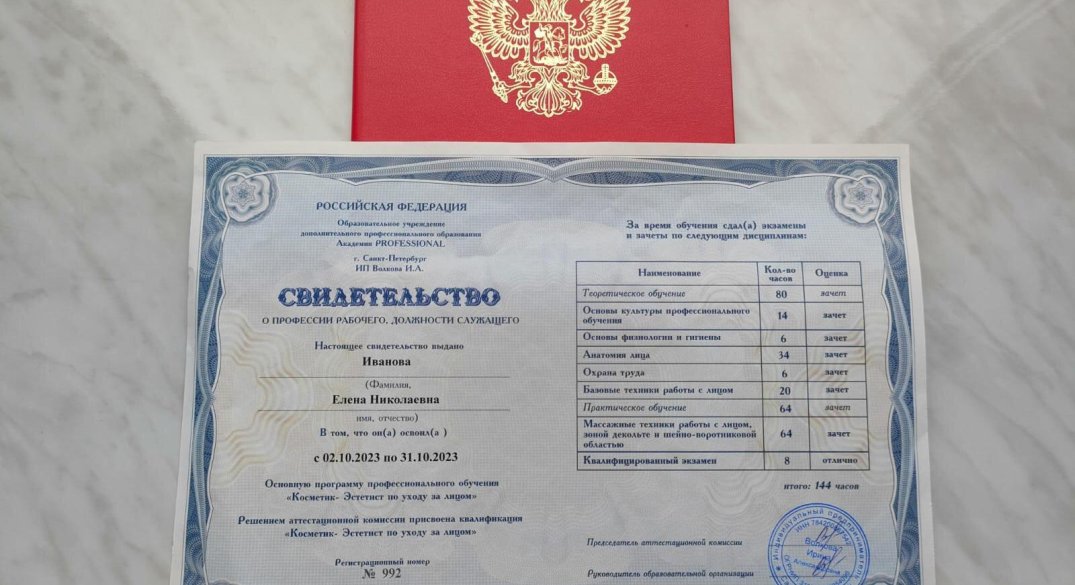 РОССИЙСКАЯ ФЕДЕРАЦИЯ
Образовательное учреждение
дополнительного профессионального образования
Академия PROFESSIONAL
г. Санкт-Петербург
ИП Волкова И.А.
СВИДЕТЕЛЬСТВО
О ПРОФЕССИИ РАБОЧЕГО, ДОЛЖНОСТИ СЛУЖАЩЕГО
Настоящее свидетельство выдано
Иванова
(Фамилия,
Елена Николаевна
имя, отчество)
В том, что он(а) освоил(а )
с 02.10.2023 по 31.10.2023
Основную программу профессионального обучения
«Косметик- Эстетист по уходу за лицом»
Решением аттестационной комиссии присвоена квалификация
«Косметик- Эстетист по уходу за лицом»
Регистрационный номер
№ 992
За время обучения сдал(а) экзамены
и зачеты по следующим дисциплинам:
Наименование Кол-во часов Оценка
Теоретическое обучение 80 зачет
Основы культуры профессионального
обучения 14 зачет
Основы физиологии и гигиены 6 зачет
Анатомия лица 34 зачет
Охрана труда 6 зачет
Базовые техники работы с лицом 20 зачет
Практическое обучение 64 зачет
Массажные техники работы с лицом,
зоной декольте и шейно-воротниковой
областью 64 зачет
Квалифицированный экзамен 8 отлично
итого: 144 часов
Председатель аттестационной комиссии
Руководитель образовательной организации
Индивидуальный предприниматель
Волкова
Ирина